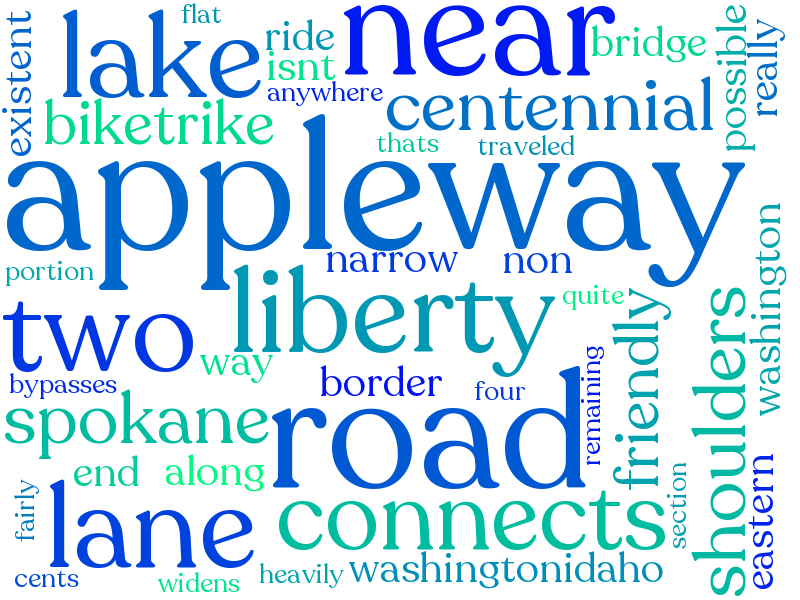 flat
existent
lake
ride
near
bridge
possible
really
isnt
anywhere
biketrike
centennial
thats
traveled
appleway
narrow
non
portion
liberty
quite
friendly
shoulders
washington
two
way
bypasses
border
four
remaining
spokane
road
end
along
fairly
lane
connects
section
eastern
cents
widens
heavily
washingtonidaho